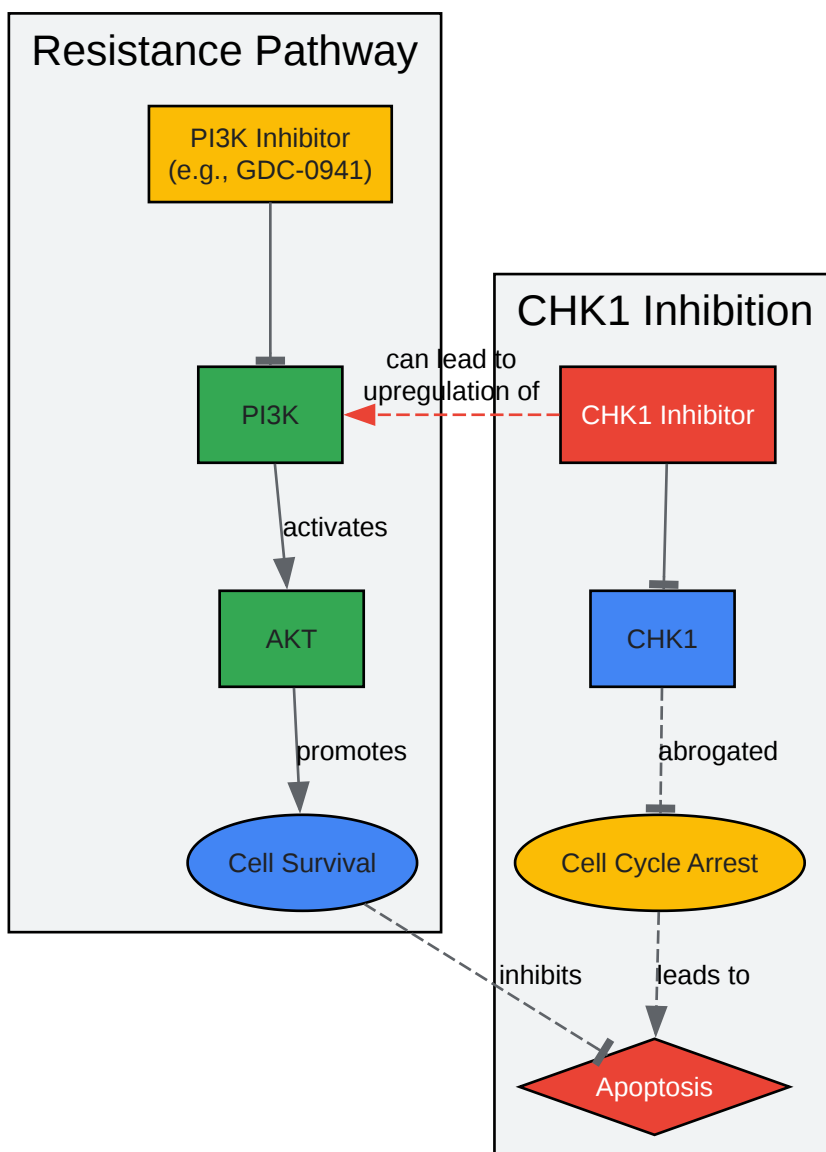 Resistance Pathway
PI3K Inhibitor
(e.g., GDC-0941)
CHK1 Inhibition
can lead to
upregulation of
PI3K
CHK1 Inhibitor
activates
AKT
CHK1
promotes
abrogated
Cell Survival
Cell Cycle Arrest
inhibits
leads to
Apoptosis